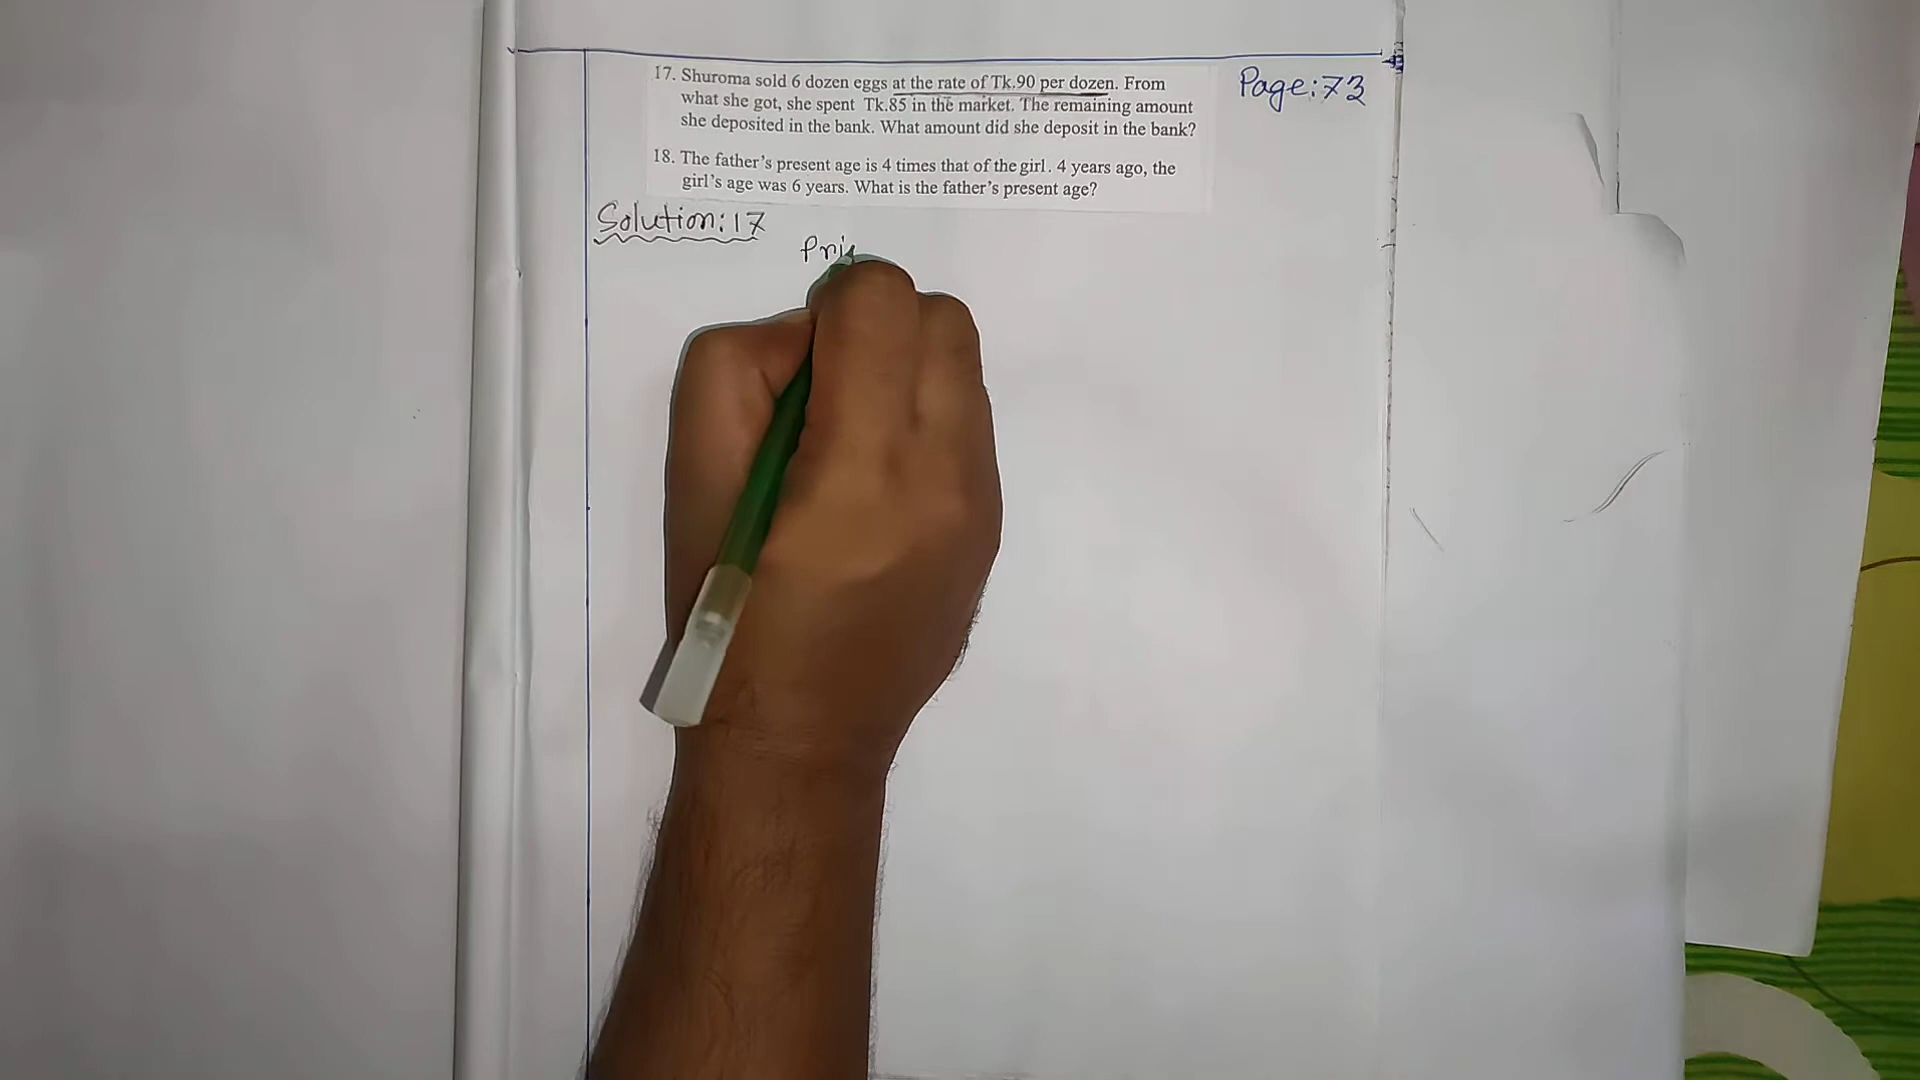 17. Shuroma sold 6 dozen eggs at the rate of Tk.90 per dozen. From
what she got, she spent Tk.85 in the market. The remaining amount
she deposited in the bank. What amount did she deposit in the bank?
18. The father's present age is 4 times that of the girl. 4 years ago, the
girl's age was 6 years. What is the father's present age?
Page:73
Solution:17